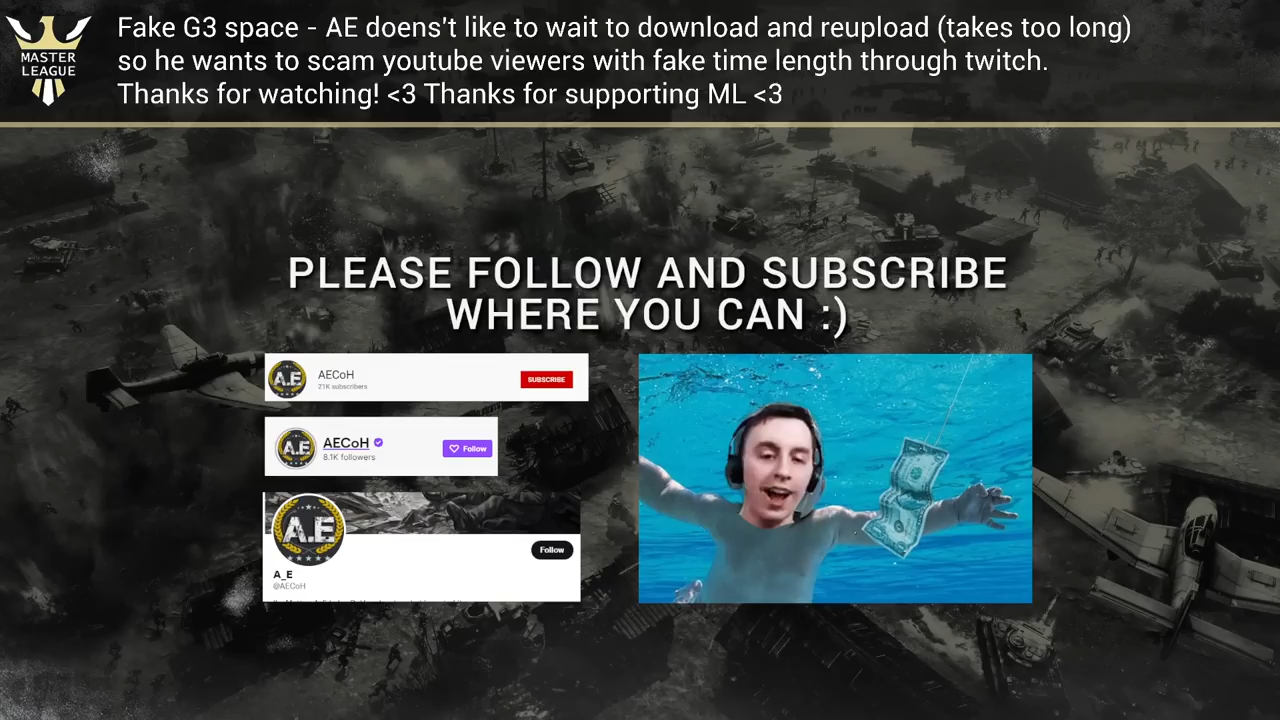 MASTER
LEAGUE
Fake G3 space - AE doens't like to wait to download and reupload (takes too long)
so he wants to scam youtube viewers with fake time length through twitch.
Thanks for watching! <3 Thanks for supporting ML <3
PLEASE FOLLOW AND SUBSCRIBE
WHERE YOU CAN :)
A.E
AECoH
21K subscribers
SUBSCRIBE
A.E
AECoH
8.1K followers
Follow
A.E
Follow
A_E
@AECoH